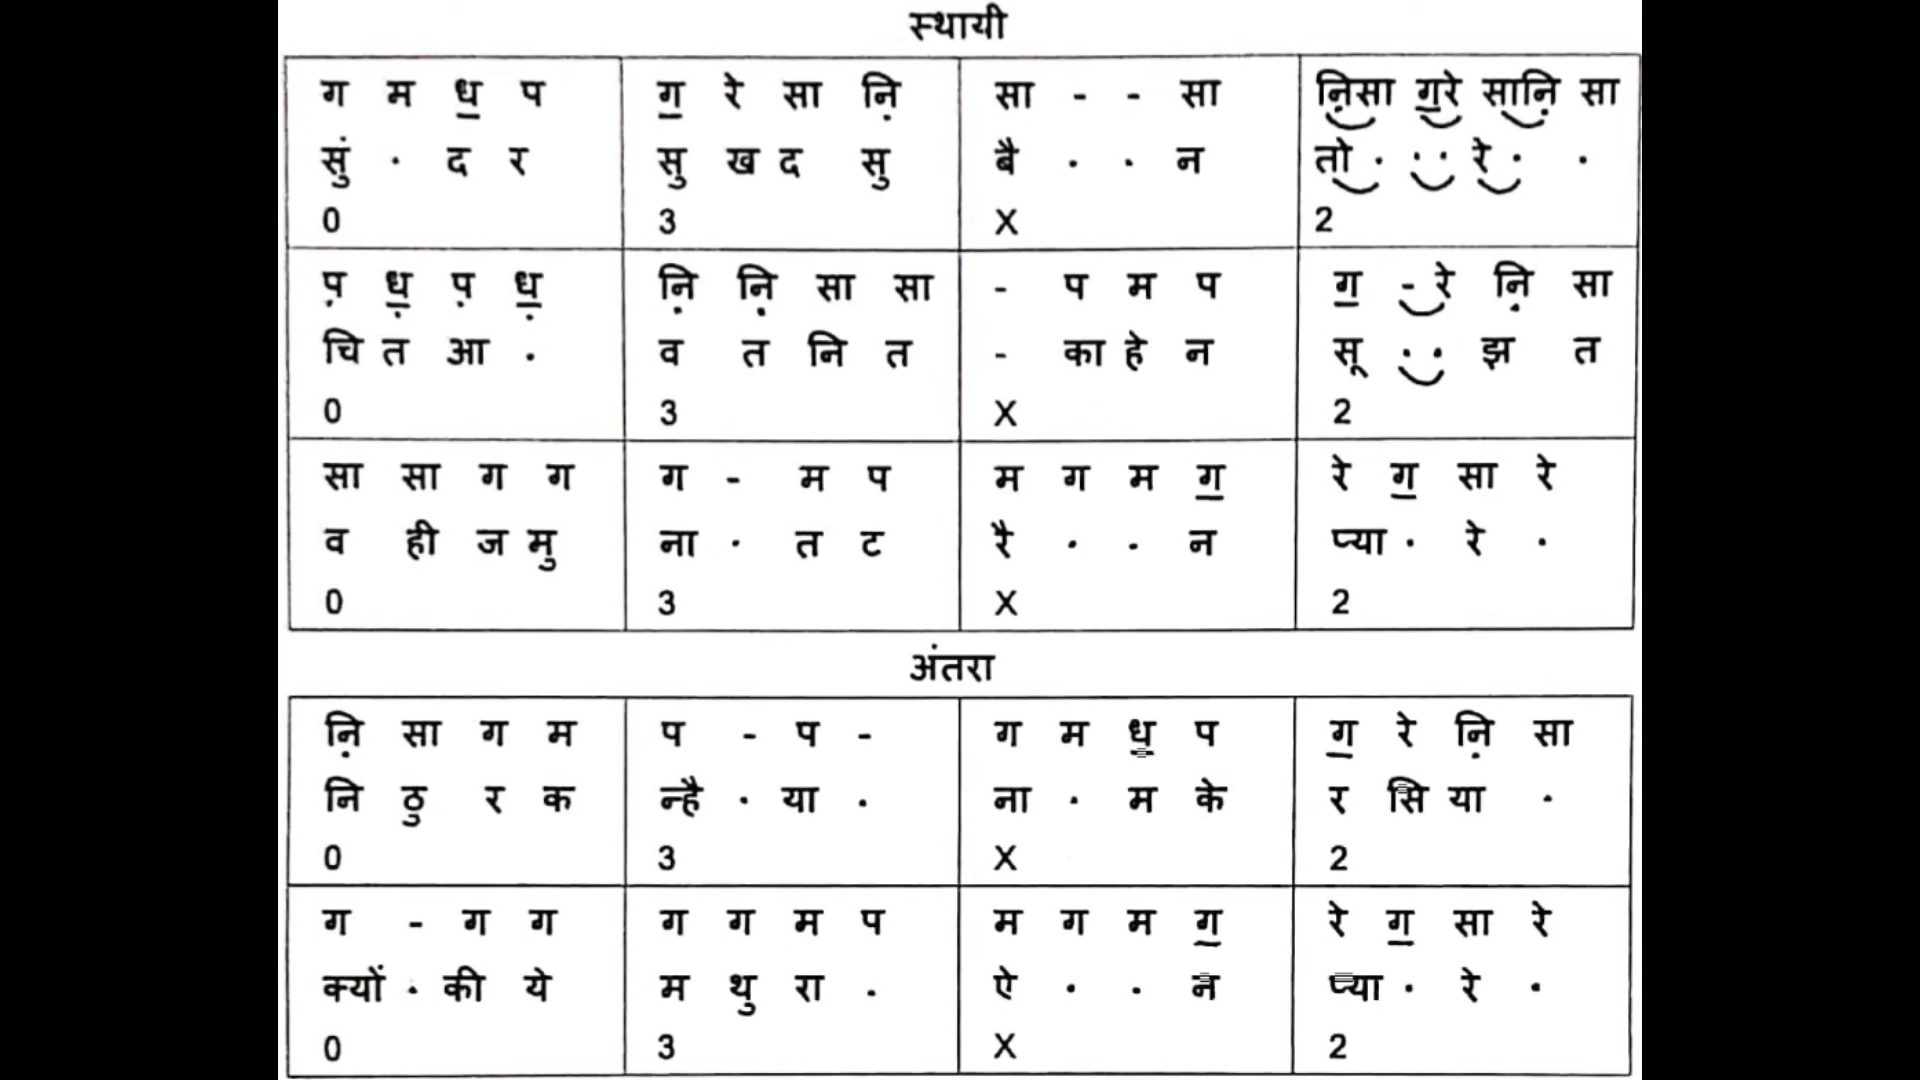 स्थायी
ग म ध॒ प ग॒ रे सा नि़ सा - - सा नि़सा ग॒रे सानि़ सा
सुं · द र सु ख द सु बै · · न तो · · · रे · ·
0 3 X 2
प़ ध़॒ प़ ध़॒ नि़ नि़ सा सा - प म प ग॒ -रे नि़ सा
चि त आ · व त नि त - का हे न सू · · झ त
0 3 X 2
सा सा ग ग ग - म प म ग म ग॒ रे ग॒ सा रे
व ही ज मु ना · त ट रै · · न प्या · रे ·
0 3 X 2
अंतरा
नि़ सा ग म प - प - ग म ध॒ प ग॒ रे नि़ सा
नि ठु र क न्है · या · ना · म के र सि या ·
0 3 X 2
ग - ग ग ग ग म प म ग म ग॒ रे ग॒ सा रे
क्यों · की ये म थु रा · ऐ · · न प्या · रे ·
0 3 X 2